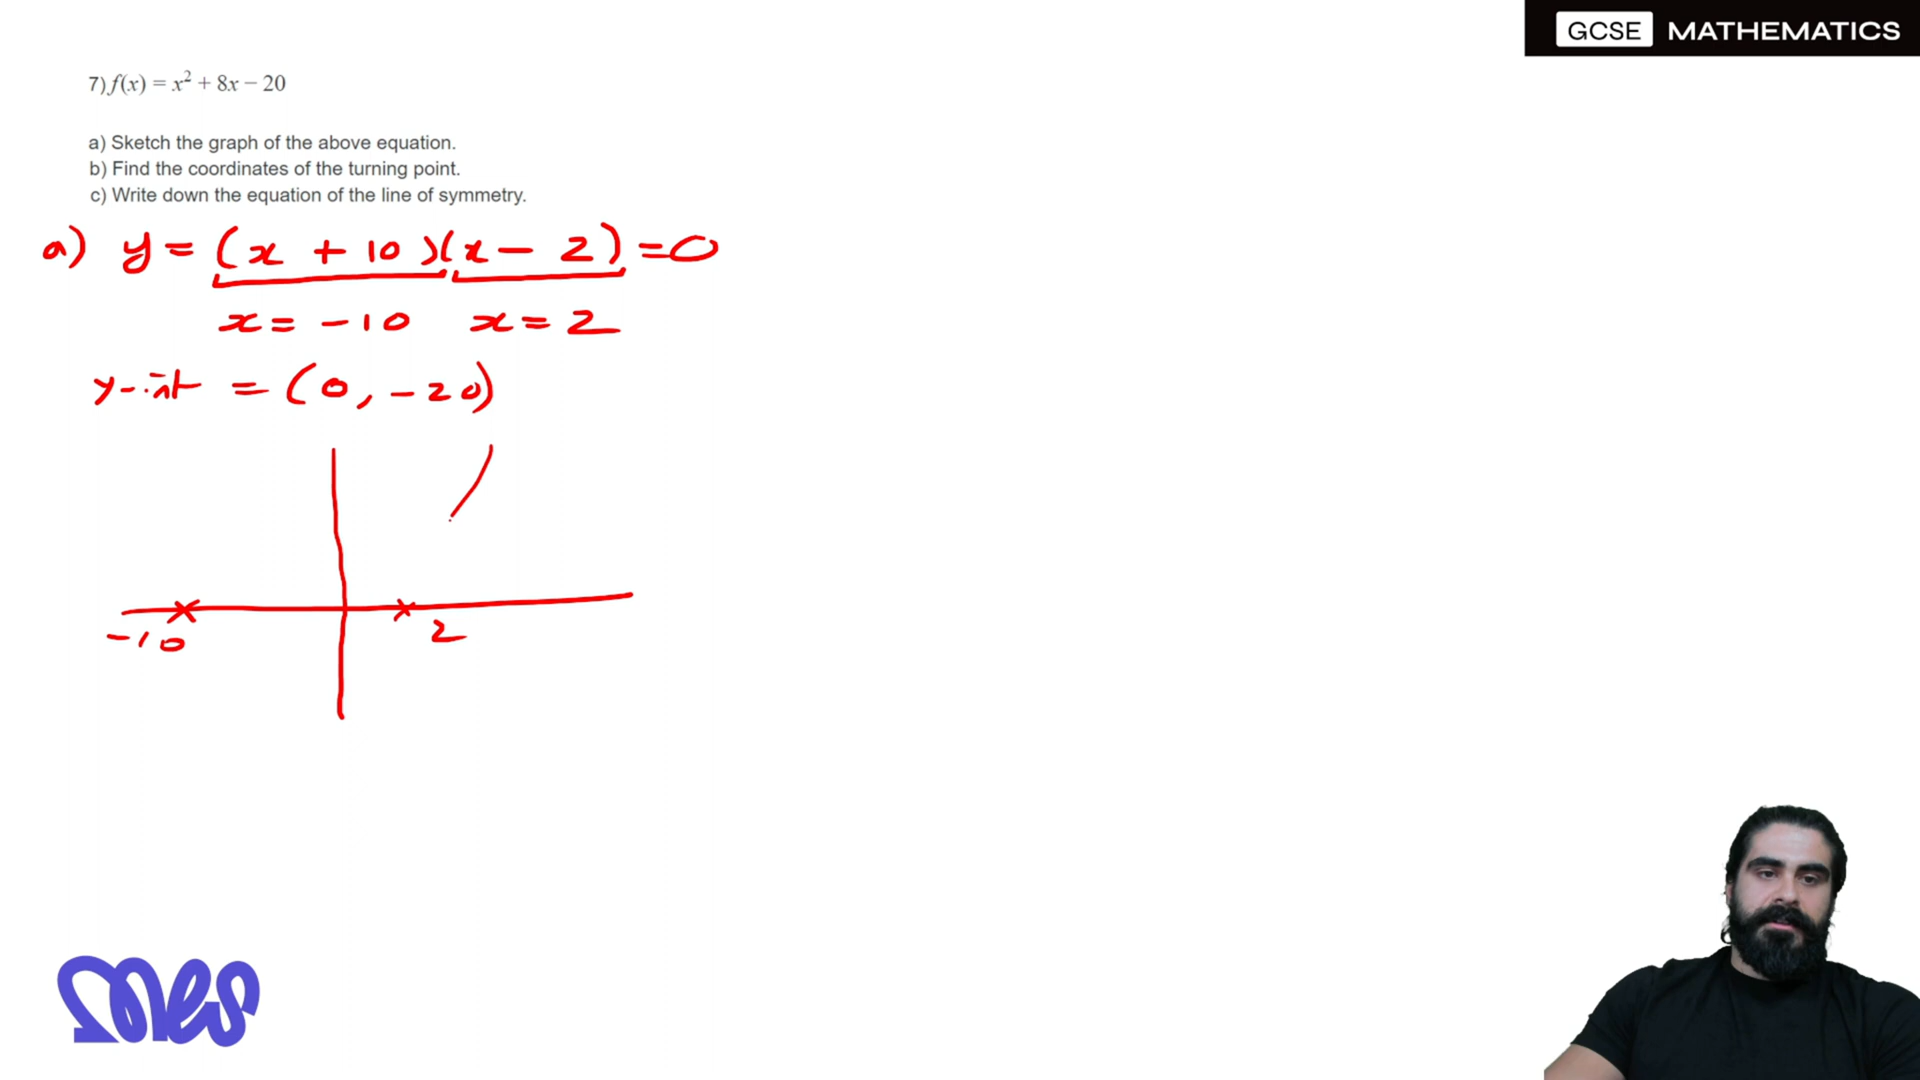 GCSE MATHEMATICS
7) f(x) = x² + 8x − 20
a) Sketch the graph of the above equation.
b) Find the coordinates of the turning point.
c) Write down the equation of the line of symmetry.
a) y = (x + 10)(x − 2) = 0
x = −10 x = 2
y-int = (0, −20)
−10 2
mes